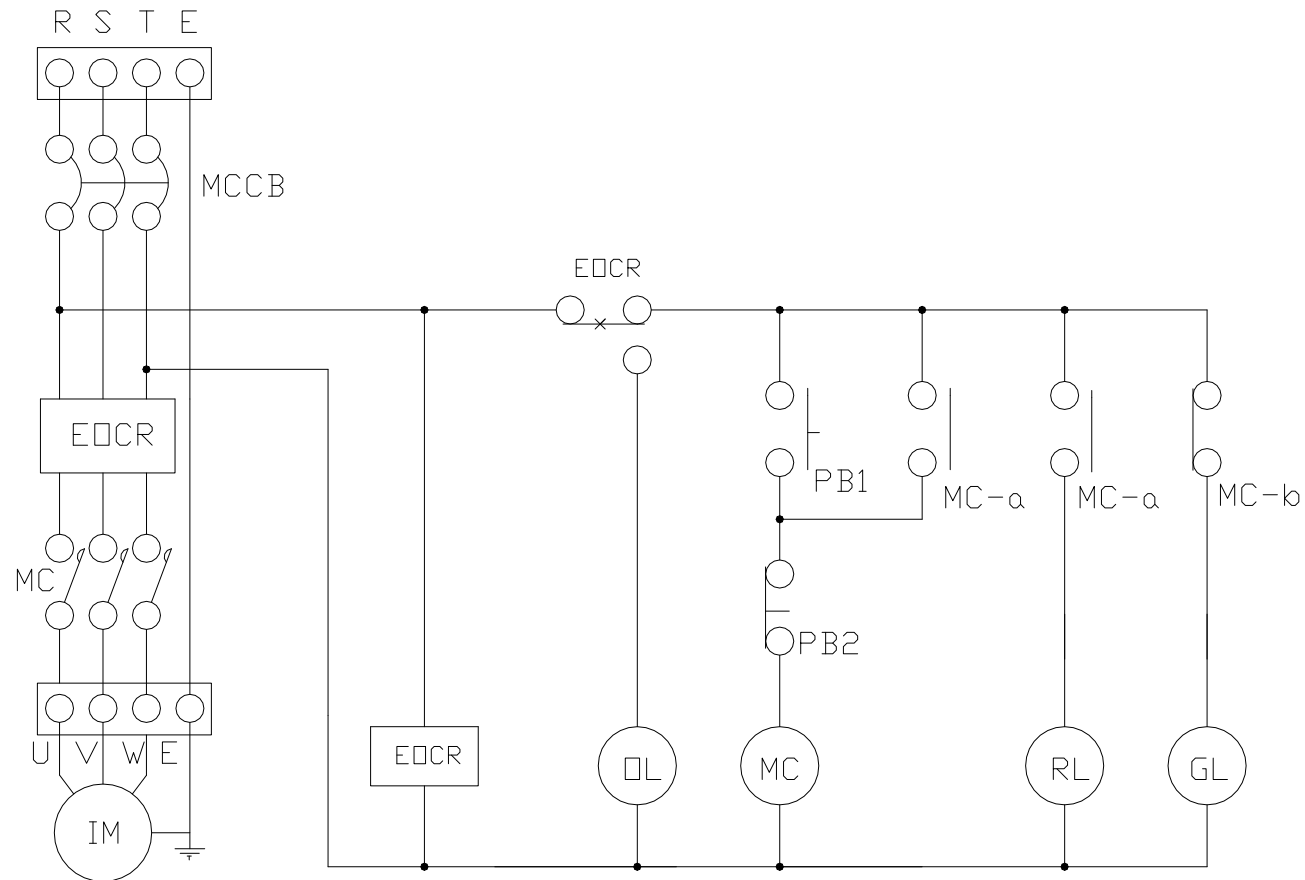 R S T E
MCCB
EOCR
EOCR
PB1
MC-a
MC-a
MC-b
MC
PB2
U V W E
EOCR
OL
MC
RL
GL
IM